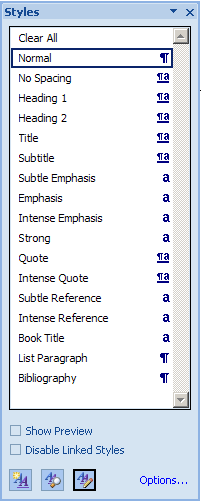 Styles
Clear All
Normal ¶
No Spacing ¶a
Heading 1 ¶a
Heading 2 ¶a
Title ¶a
Subtitle ¶a
Subtle Emphasis a
Emphasis a
Intense Emphasis a
Strong a
Quote ¶a
Intense Quote ¶a
Subtle Reference a
Intense Reference a
Book Title a
List Paragraph ¶
Bibliography ¶
Show Preview
Disable Linked Styles
Options...